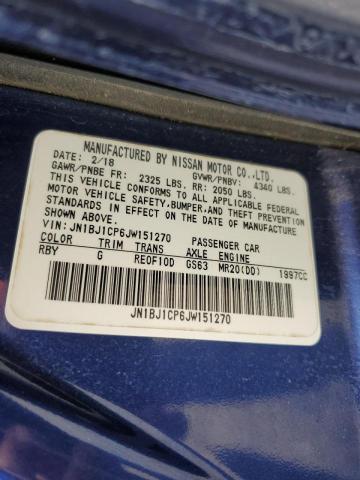 MANUFACTURED BY NISSAN MOTOR CO.,LTD.
DATE: 2/18 GVWR/PNBV: 4340 LBS.
GAWR/PNBE FR: 2325 LBS. RR: 2050 LBS.
THIS VEHICLE CONFORMS TO ALL APPLICABLE FEDERAL
MOTOR VEHICLE SAFETY,BUMPER,AND THEFT PREVENTION
STANDARDS IN EFFECT ON THE DATE OF MANUFACTURE
SHOWN ABOVE.
VIN: JN1BJ1CP6JW151270 PASSENGER CAR
COLOR TRIM TRANS AXLE ENGINE
RBY G RE0F10D GS63 MR20(DD) 1997CC
JN1BJ1CP6JW151270